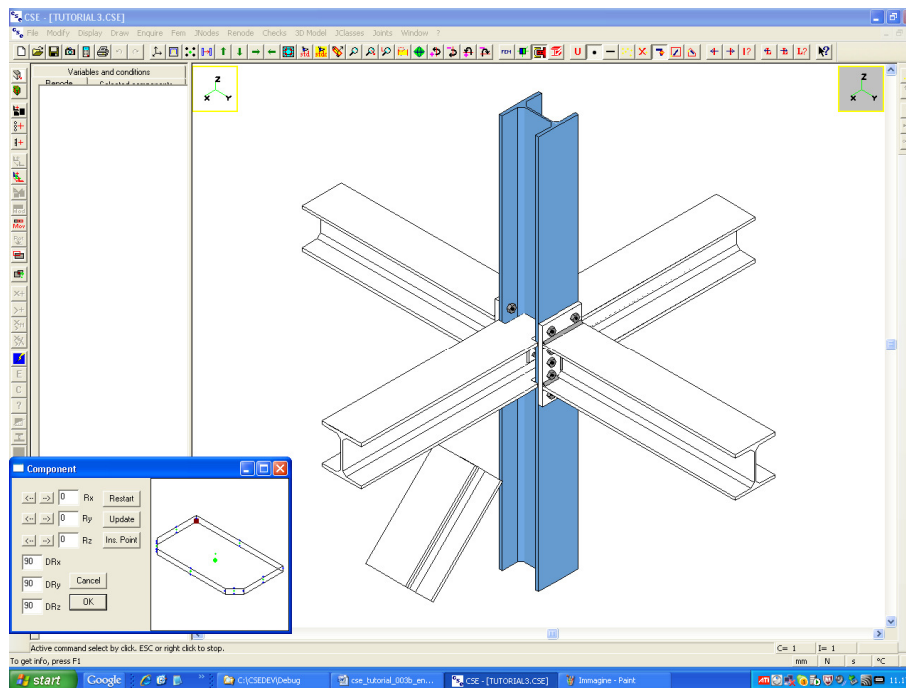 CSE - [TUTORIAL3.CSE]
File Modify Display Draw Enquire Fem JNodes Renode Checks 3D Model JClasses Joints Window ?
Variables and conditions
Renode Selected components
Z
X Y
Z
X Y
Component
<-- --> 0 Rx Restart
<-- --> 0 Ry Update
<-- --> 0 Rz Ins. Point
90 DRx
90 DRy Cancel
90 DRz OK
Active command select by click. ESC or right click to stop.
C= 1 I= 1
To get info, press F1
mm N s °C
start Google C:\CSEDEV\Debug cse_tutorial_003b_en... CSE - [TUTORIAL3.CSE] Immagine - Paint